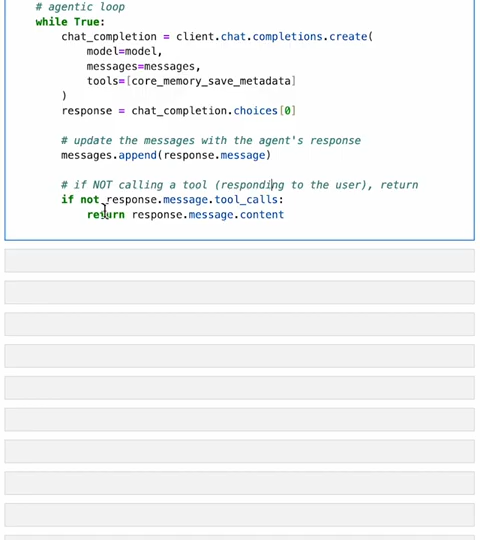 # agentic loop
while True:
chat_completion = client.chat.completions.create(
model=model,
messages=messages,
tools=[core_memory_save_metadata]
)
response = chat_completion.choices[0]
# update the messages with the agent's response
messages.append(response.message)
# if NOT calling a tool (responding to the user), return
if not response.message.tool_calls:
return response.message.content